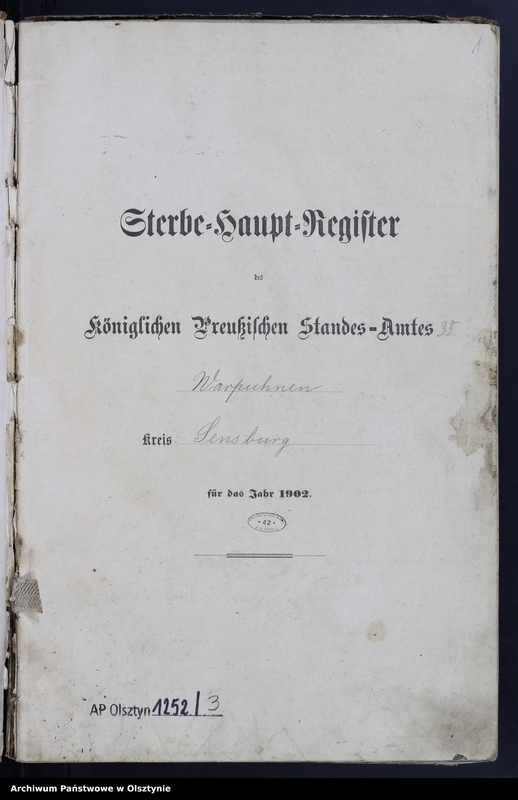 1
Sterbe-Haupt-Register
des
Königlichen Preußischen Standes-Amtes 35
Warpuhnen
Kreis Sensburg
für das Jahr 1902.
42
AP Olsztyn 1252/3
Archiwum Państwowe w Olsztynie